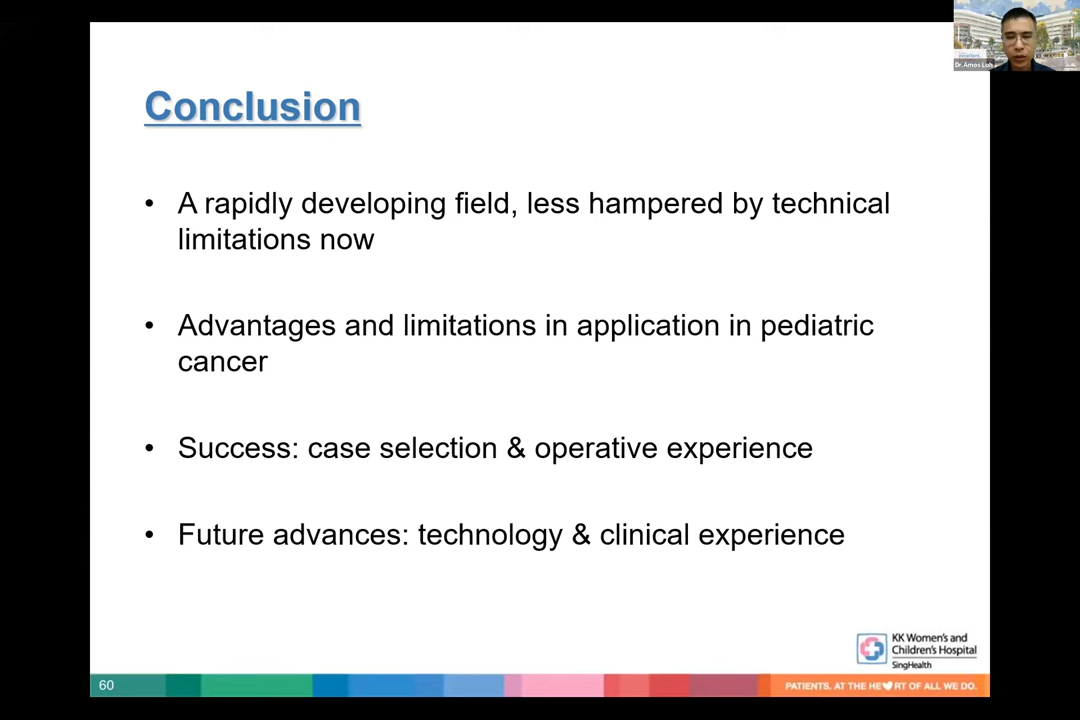 Dr.Amos Loh
Conclusion
• A rapidly developing field, less hampered by technical
limitations now
• Advantages and limitations in application in pediatric
cancer
• Success: case selection & operative experience
• Future advances: technology & clinical experience
KK Women's and
Children's Hospital
SingHealth
60
PATIENTS. AT THE HE RT OF ALL WE DO.